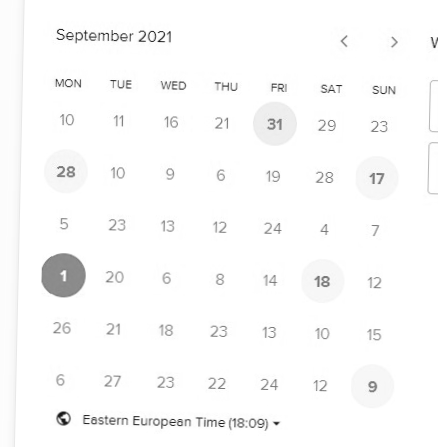 September 2021
W
MON TUE WED THU FRI SAT SUN
10 11 16 21 31 29 23
28 10 9 6 19 28 17
5 23 13 12 24 4 7
1 20 6 8 14 18 12
26 21 18 23 13 10 15
6 27 23 22 24 12 9
Eastern European Time (18:09)